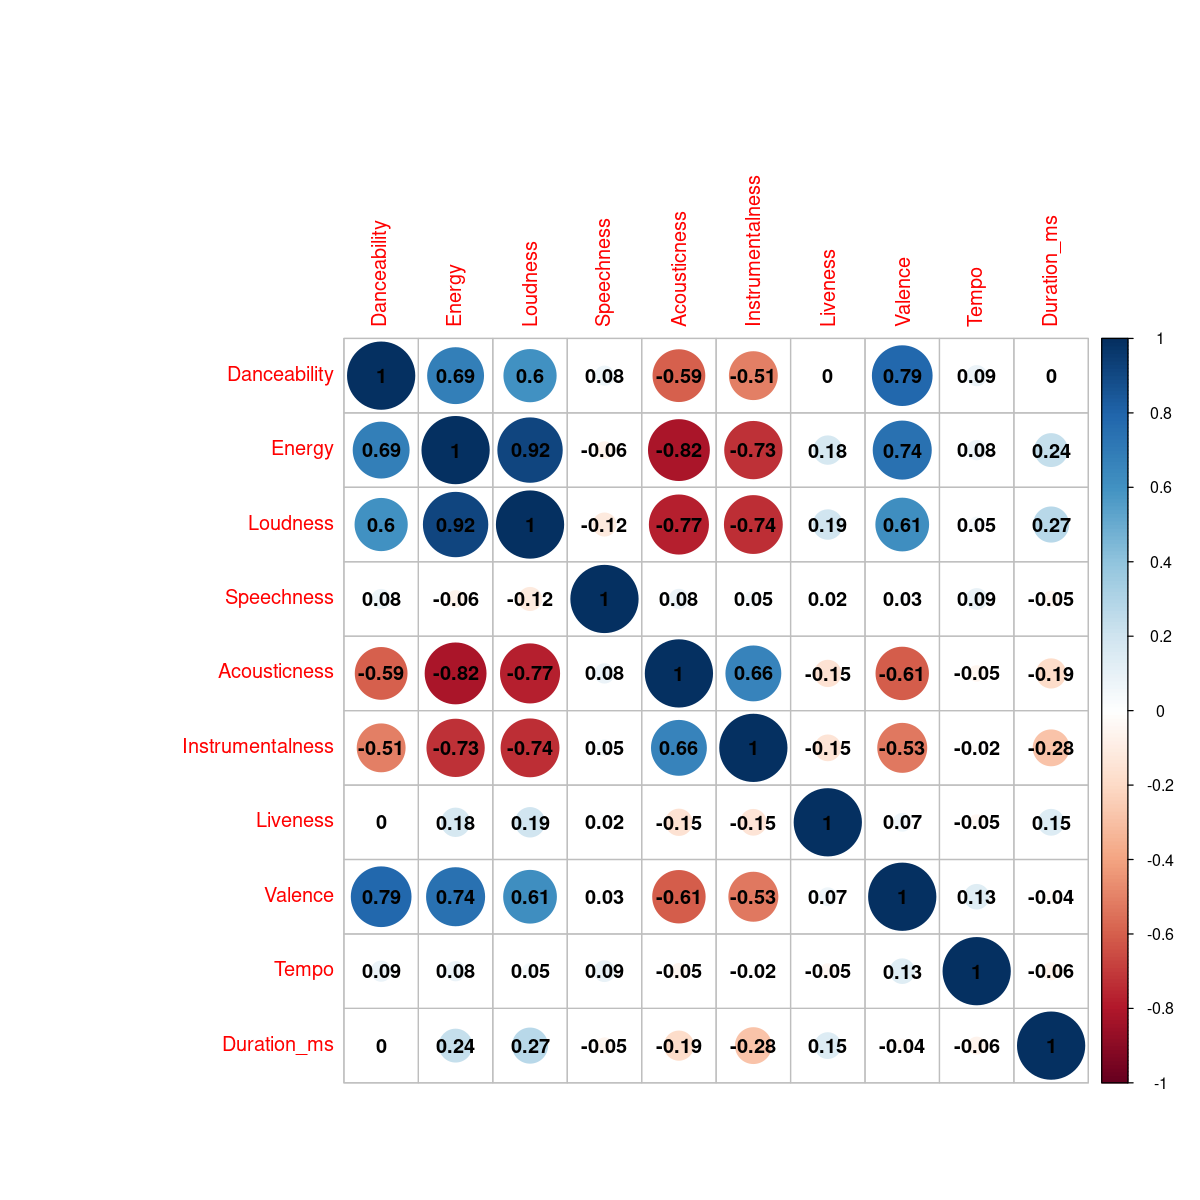 Danceability Energy Loudness Speechness Acousticness Instrumentalness Liveness Valence Tempo Duration_ms
Danceability 1 0.69 0.6 0.08 -0.59 -0.51 0 0.79 0.09 0
Energy 0.69 1 0.92 -0.06 -0.82 -0.73 0.18 0.74 0.08 0.24
Loudness 0.6 0.92 1 -0.12 -0.77 -0.74 0.19 0.61 0.05 0.27
Speechness 0.08 -0.06 -0.12 1 0.08 0.05 0.02 0.03 0.09 -0.05
Acousticness -0.59 -0.82 -0.77 0.08 1 0.66 -0.15 -0.61 -0.05 -0.19
Instrumentalness -0.51 -0.73 -0.74 0.05 0.66 1 -0.15 -0.53 -0.02 -0.28
Liveness 0 0.18 0.19 0.02 -0.15 -0.15 1 0.07 -0.05 0.15
Valence 0.79 0.74 0.61 0.03 -0.61 -0.53 0.07 1 0.13 -0.04
Tempo 0.09 0.08 0.05 0.09 -0.05 -0.02 -0.05 0.13 1 -0.06
Duration_ms 0 0.24 0.27 -0.05 -0.19 -0.28 0.15 -0.04 -0.06 1
1
0.8
0.6
0.4
0.2
0
-0.2
-0.4
-0.6
-0.8
-1